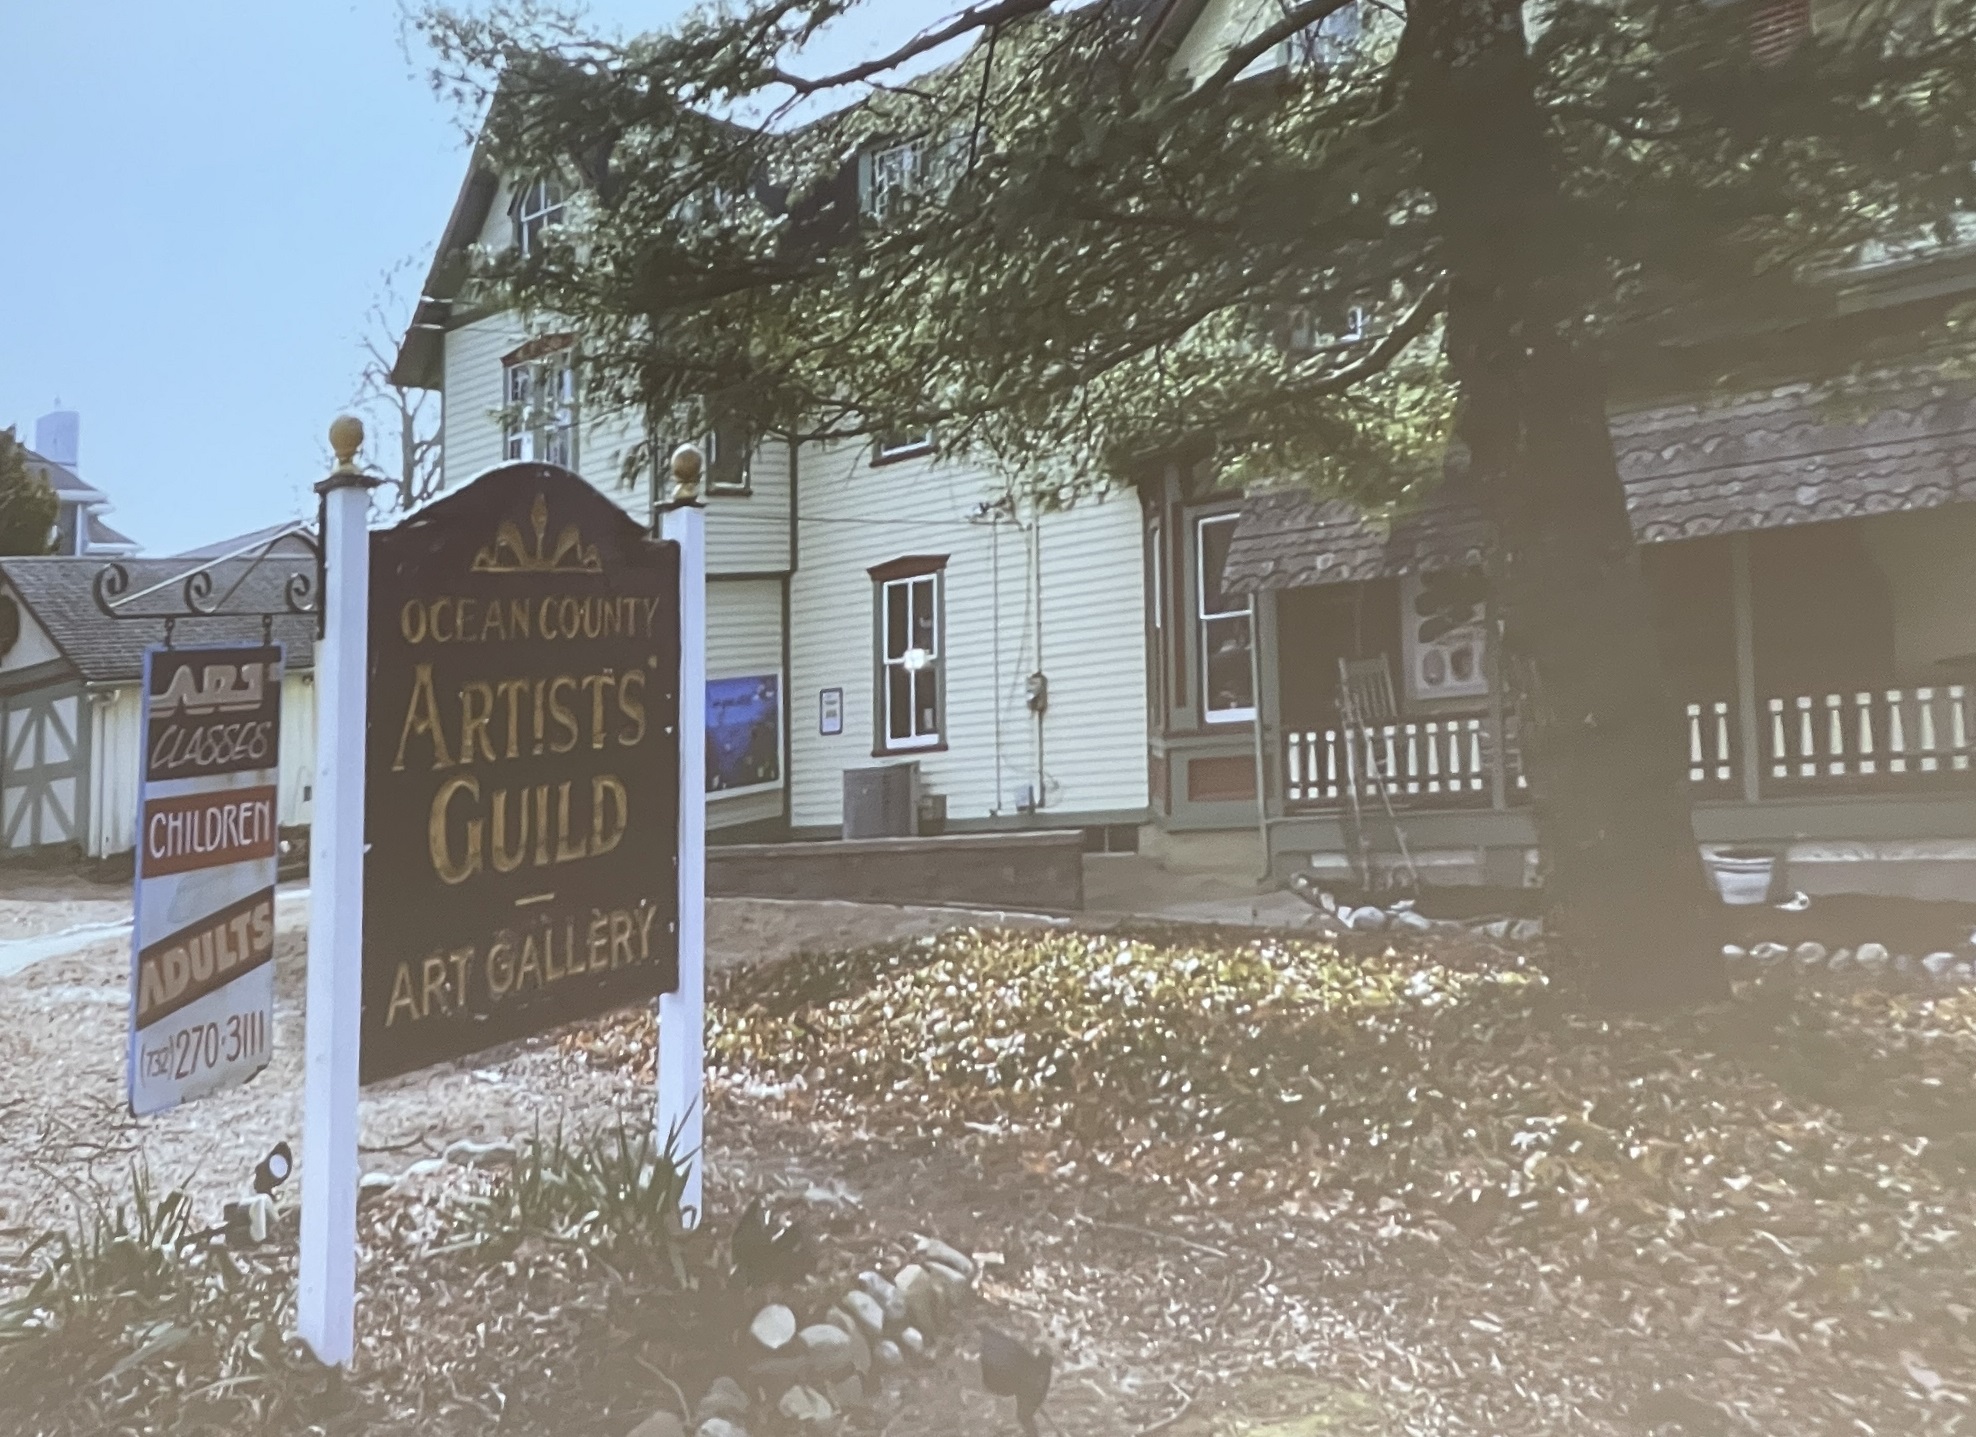 OCEAN COUNTY
ARTISTS'
GUILD
ART GALLERY
ART
CLASSES
CHILDREN
ADULTS
(732) 270-3111